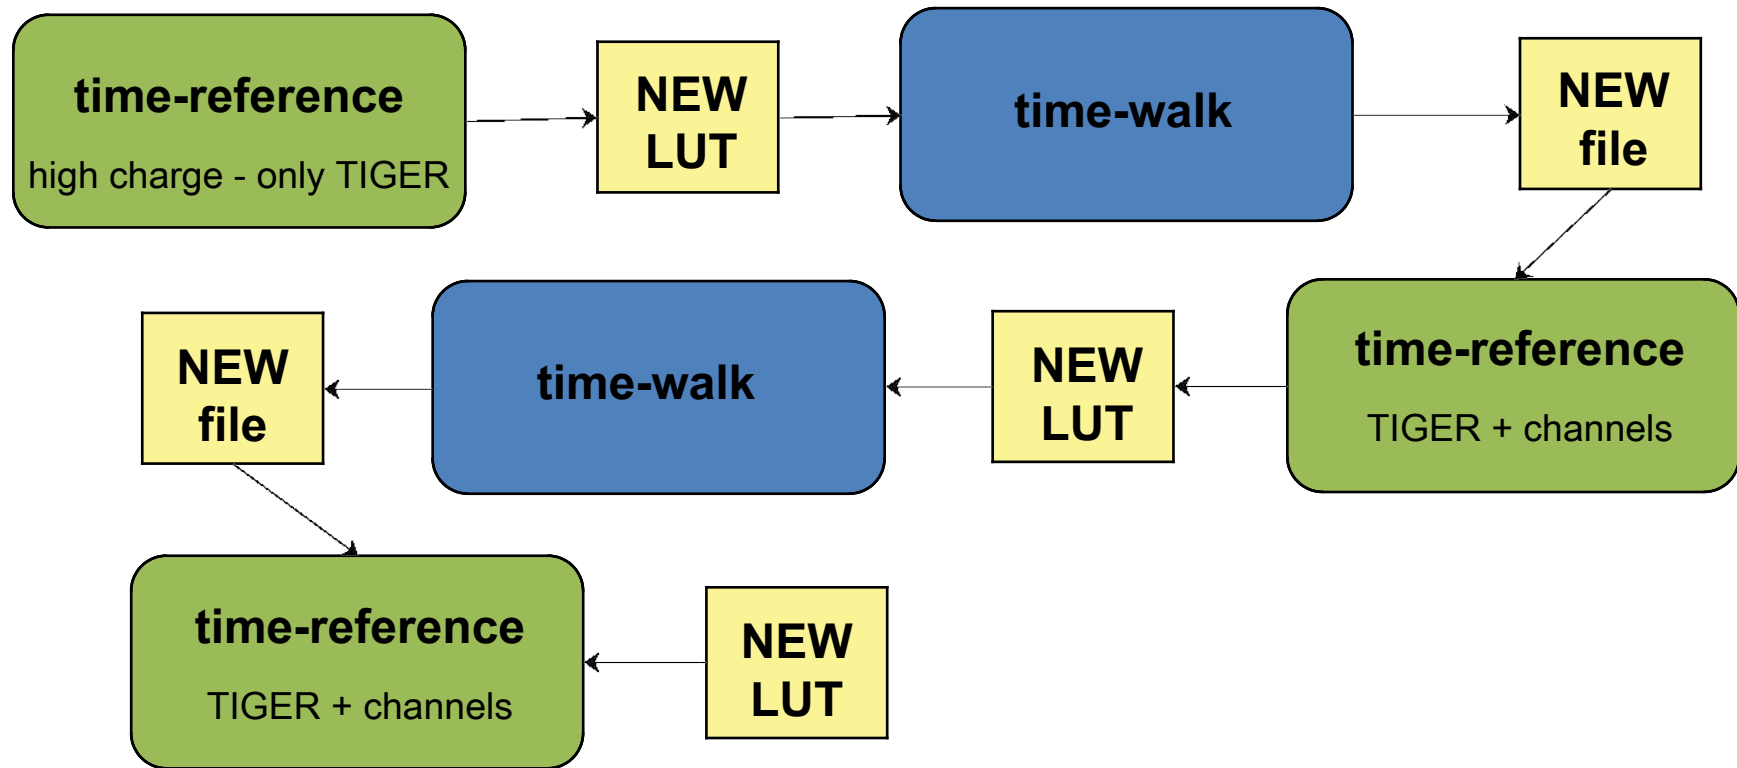 time-reference
high charge - only TIGER
NEW
LUT
time-walk
NEW
file
time-reference
TIGER + channels
NEW
LUT
time-walk
NEW
file
time-reference
TIGER + channels
NEW
LUT